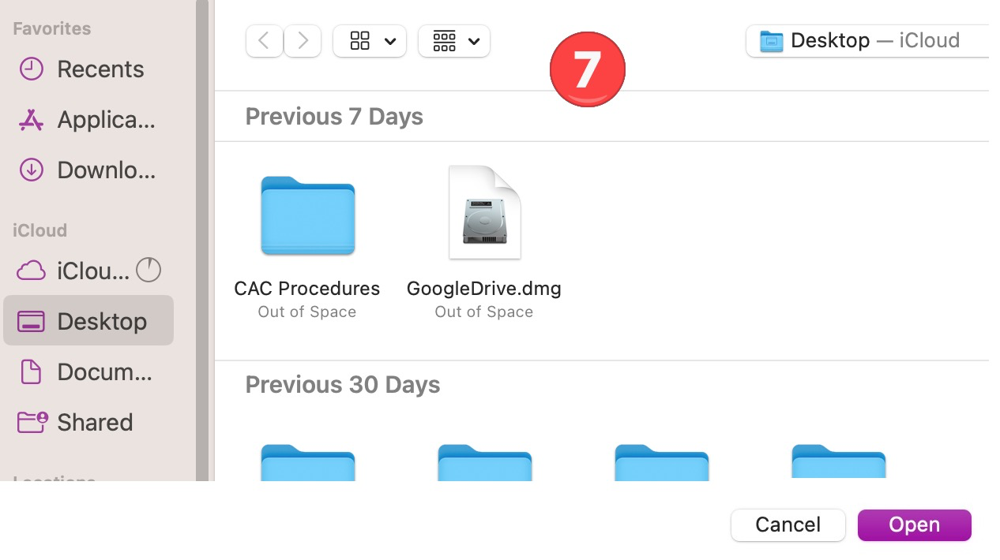 Favorites
Recents
Applica...
Downlo...
iCloud
iClou...
Desktop
Docum...
Shared
Locations
Desktop — iCloud
7
Previous 7 Days
CAC Procedures
Out of Space
GoogleDrive.dmg
Out of Space
Previous 30 Days
Cancel
Open